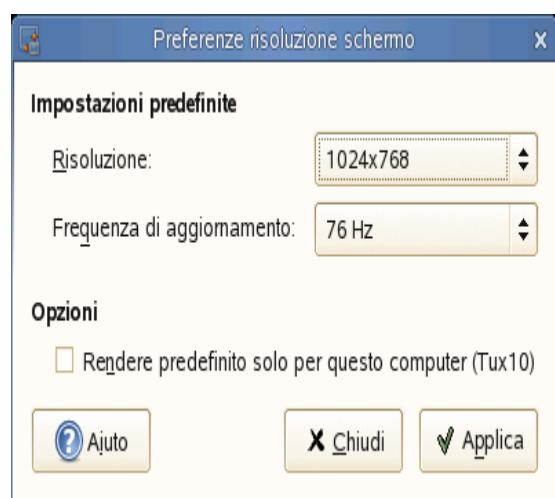 Preferenze risoluzione schermo
Impostazioni predefinite
Risoluzione: 1024x768
Frequenza di aggiornamento: 76 Hz
Opzioni
Rendere predefinito solo per questo computer (Tux10)
Aiuto Chiudi Applica